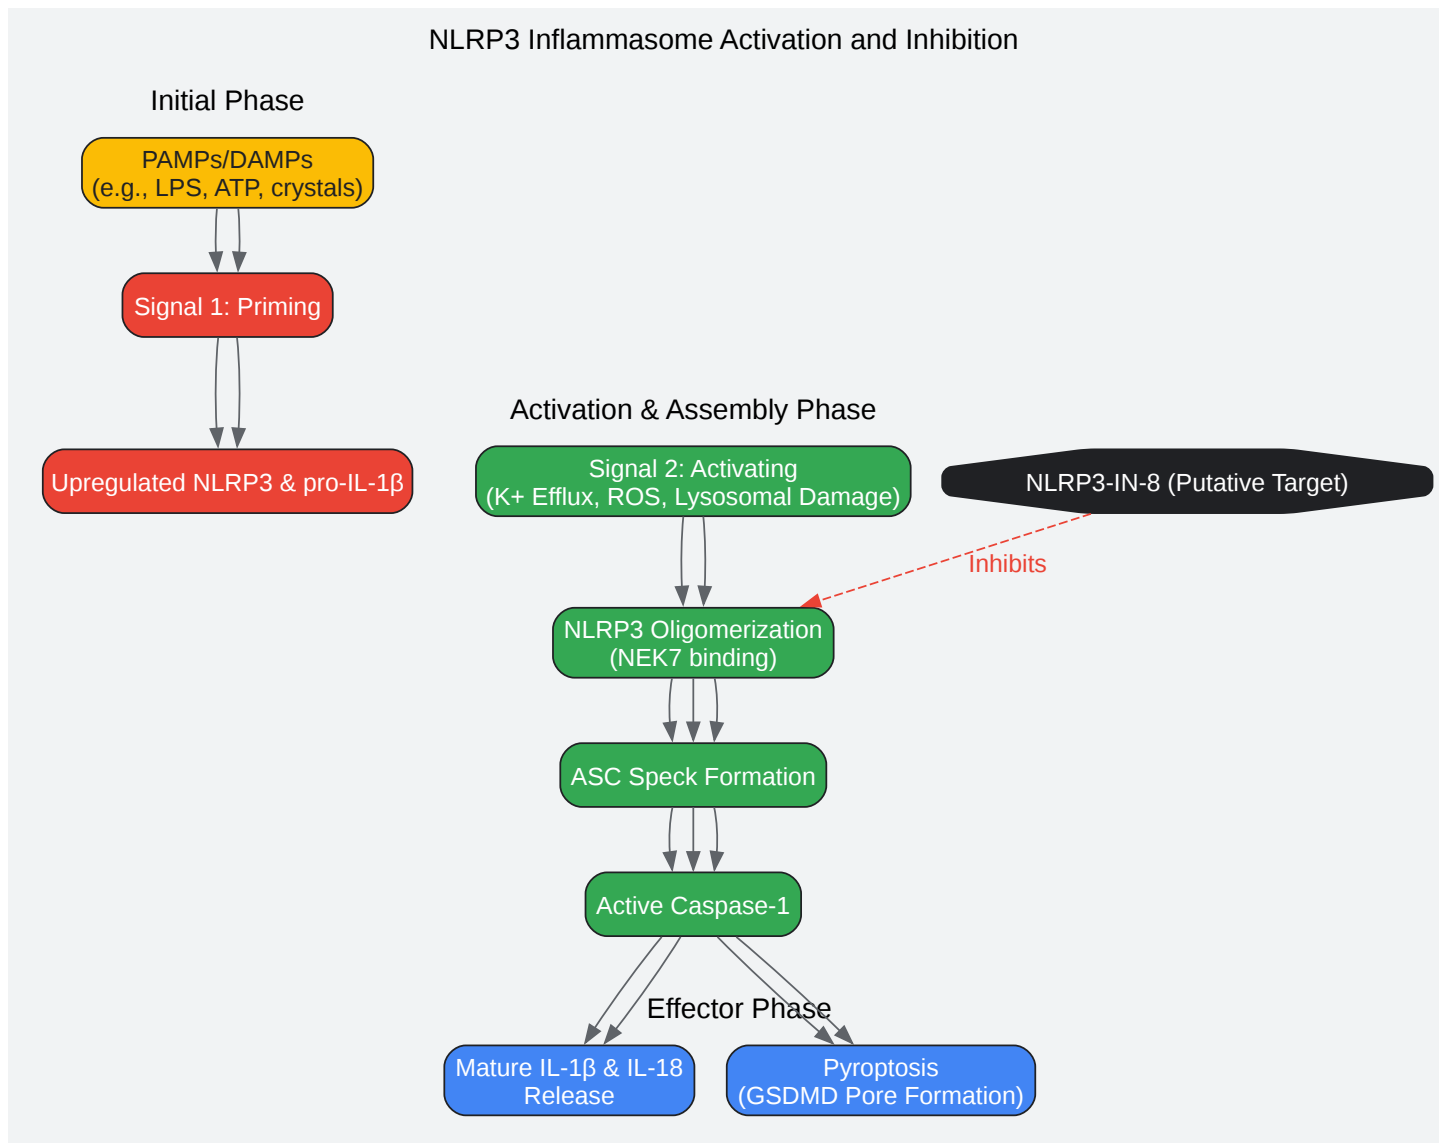 NLRP3 Inflammasome Activation and Inhibition
Initial Phase
PAMPs/DAMPs
(e.g., LPS, ATP, crystals)
Signal 1: Priming
Upregulated NLRP3 & pro-IL-1β
Activation & Assembly Phase
Signal 2: Activating
(K+ Efflux, ROS, Lysosomal Damage)
NLRP3-IN-8 (Putative Target)
Inhibits
NLRP3 Oligomerization
(NEK7 binding)
ASC Speck Formation
Active Caspase-1
Effector Phase
Mature IL-1β & IL-18
Release
Pyroptosis
(GSDMD Pore Formation)